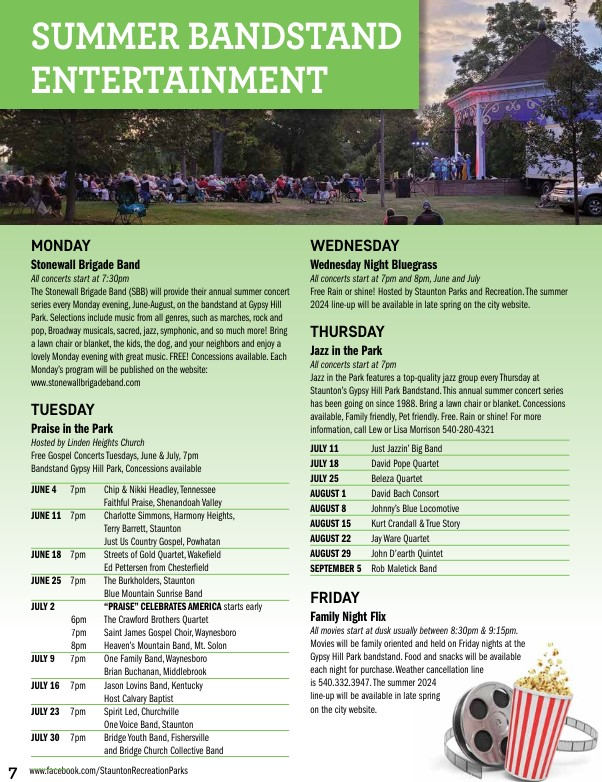 SUMMER BANDSTAND
ENTERTAINMENT
MONDAY
Stonewall Brigade Band
All concerts start at 7:30pm
The Stonewall Brigade Band (SBB) will provide their annual summer concert
series every Monday evening, June-August, on the bandstand at Gypsy Hill
Park. Selections include music from all genres, such as marches, rock and
pop, Broadway musicals, sacred, jazz, symphonic, and so much more! Bring
a lawn chair or blanket, the kids, the dog, and your neighbors and enjoy a
lovely Monday evening with great music. FREE! Concessions available. Each
Monday's program will be published on the website:
www.stonewallbrigadeband.com
TUESDAY
Praise in the Park
Hosted by Linden Heights Church
Free Gospel Concerts Tuesdays, June & July, 7pm
Bandstand Gypsy Hill Park, Concessions available
JUNE 4 7pm Chip & Nikki Headley, Tennessee
Faithful Praise, Shenandoah Valley
JUNE 11 7pm Charlotte Simmons, Harmony Heights,
Terry Barrett, Staunton
Just Us Country Gospel, Powhatan
JUNE 18 7pm Streets of Gold Quartet, Wakefield
Ed Pettersen from Chesterfield
JUNE 25 7pm The Burkholders, Staunton
Blue Mountain Sunrise Band
JULY 2 "PRAISE" CELEBRATES AMERICA starts early
6pm The Crawford Brothers Quartet
7pm Saint James Gospel Choir, Waynesboro
8pm Heaven's Mountain Band, Mt. Solon
JULY 9 7pm One Family Band, Waynesboro
Brian Buchanan, Middlebrook
JULY 16 7pm Jason Lovins Band, Kentucky
Host Calvary Baptist
JULY 23 7pm Spirit Led, Churchville
One Voice Band, Staunton
JULY 30 7pm Bridge Youth Band, Fishersville
and Bridge Church Collective Band
WEDNESDAY
Wednesday Night Bluegrass
All concerts start at 7pm and 8pm, June and July
Free Rain or shine! Hosted by Staunton Parks and Recreation. The summer
2024 line-up will be available in late spring on the city website.
THURSDAY
Jazz in the Park
All concerts start at 7pm
Jazz in the Park features a top-quality jazz group every Thursday at
Staunton's Gypsy Hill Park Bandstand. This annual summer concert series
has been going on since 1988. Bring a lawn chair or blanket. Concessions
available, Family friendly, Pet friendly. Free. Rain or shine! For more
information, call Lew or Lisa Morrison 540-280-4321
JULY 11 Just Jazzin' Big Band
JULY 18 David Pope Quartet
JULY 25 Beleza Quartet
AUGUST 1 David Bach Consort
AUGUST 8 Johnny's Blue Locomotive
AUGUST 15 Kurt Crandall & True Story
AUGUST 22 Jay Ware Quartet
AUGUST 29 John D'earth Quintet
SEPTEMBER 5 Rob Maletick Band
FRIDAY
Family Night Flix
All movies start at dusk usually between 8:30pm & 9:15pm.
Movies will be family oriented and held on Friday nights at the
Gypsy Hill Park bandstand. Food and snacks will be available
each night for purchase. Weather cancellation line
is 540.332.3947. The summer 2024
line-up will be available in late spring
on the city website.
7 www.facebook.com/StauntonRecreationParks